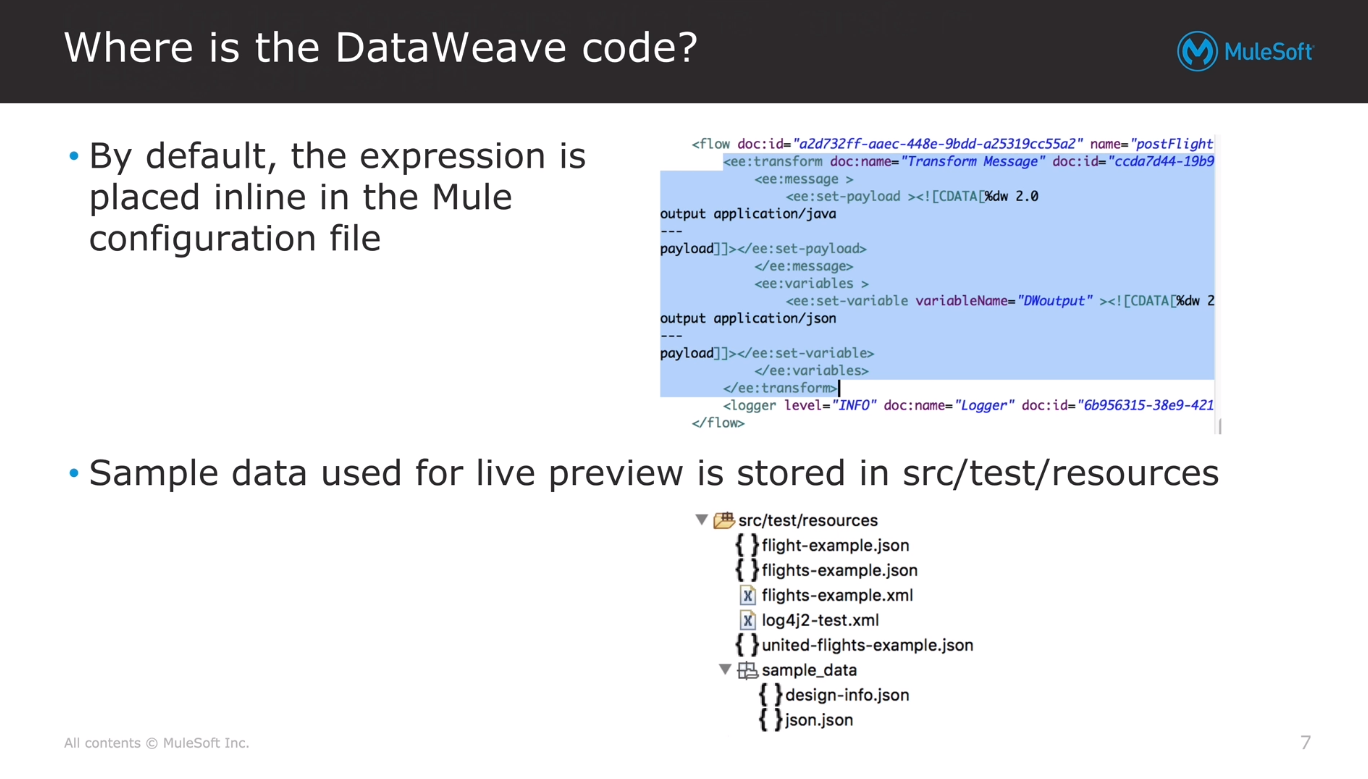 Where is the DataWeave code?
MuleSoft
• By default, the expression is
placed inline in the Mule
configuration file
<flow doc:id="a2d732ff-aaec-448e-9bdd-a25319cc55a2" name="postFlight
<ee:transform doc:name="Transform Message" doc:id="ccda7d44-19b9
<ee:message >
<ee:set-payload ><![CDATA[%dw 2.0
output application/java
---
payload]]></ee:set-payload>
</ee:message>
<ee:variables >
<ee:set-variable variableName="DWoutput" ><![CDATA[%dw 2
output application/json
---
payload]]></ee:set-variable>
</ee:variables>
</ee:transform>
<logger level="INFO" doc:name="Logger" doc:id="6b956315-38e9-421
</flow>
• Sample data used for live preview is stored in src/test/resources
src/test/resources
{ } flight-example.json
{ } flights-example.json
X flights-example.xml
X log4j2-test.xml
{ } united-flights-example.json
sample_data
{ } design-info.json
{ } json.json
All contents © MuleSoft Inc.
7